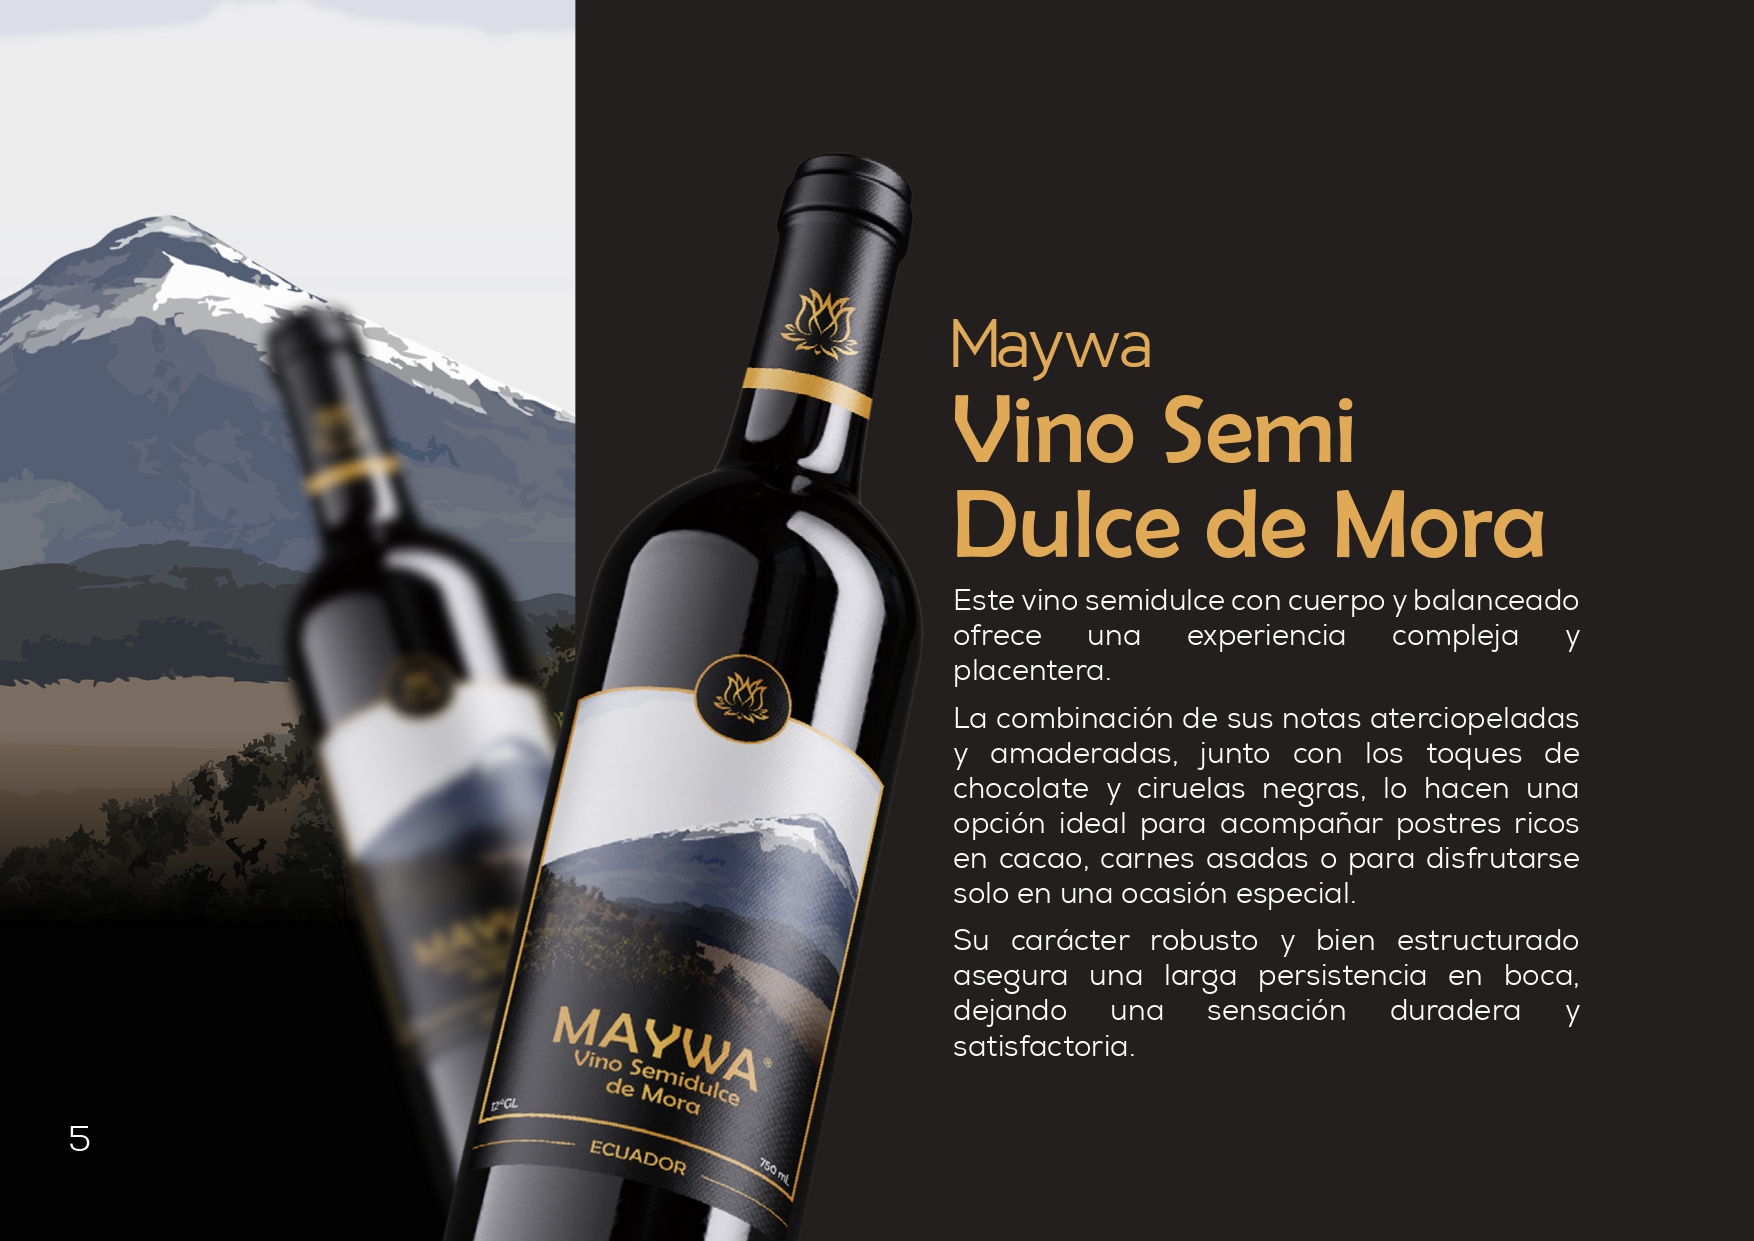 Maywa
Vino Semi
Dulce de Mora
Este vino semidulce con cuerpo y balanceado
ofrece una experiencia compleja y
placentera.
La combinación de sus notas aterciopeladas
y amaderadas, junto con los toques de
chocolate y ciruelas negras, lo hacen una
opción ideal para acompañar postres ricos
en cacao, carnes asadas o para disfrutarse
solo en una ocasión especial.
Su carácter robusto y bien estructurado
asegura una larga persistencia en boca,
dejando una sensación duradera y
satisfactoria.
MAYWA®
Vino Semidulce
de Mora
12°GL
ECUADOR
750 mL
5